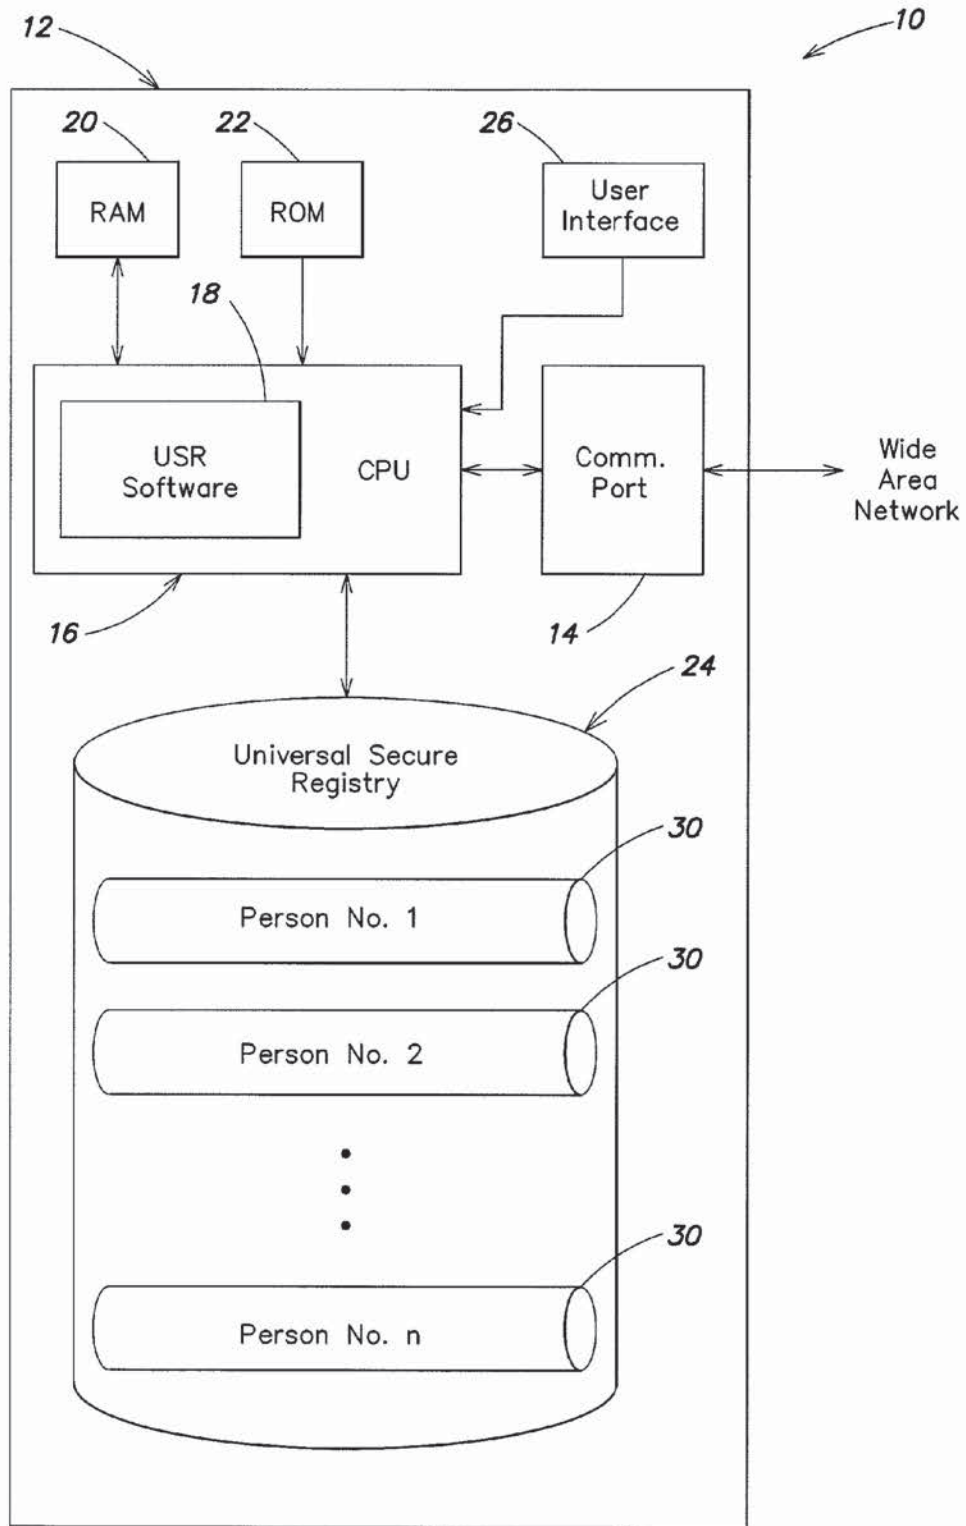 12
10
20
22
26
RAM
ROM
User
Interface
18
USR
Software
CPU
Comm.
Port
Wide
Area
Network
16
14
24
Universal Secure
Registry
30
Person No. 1
30
Person No. 2
30
Person No. n